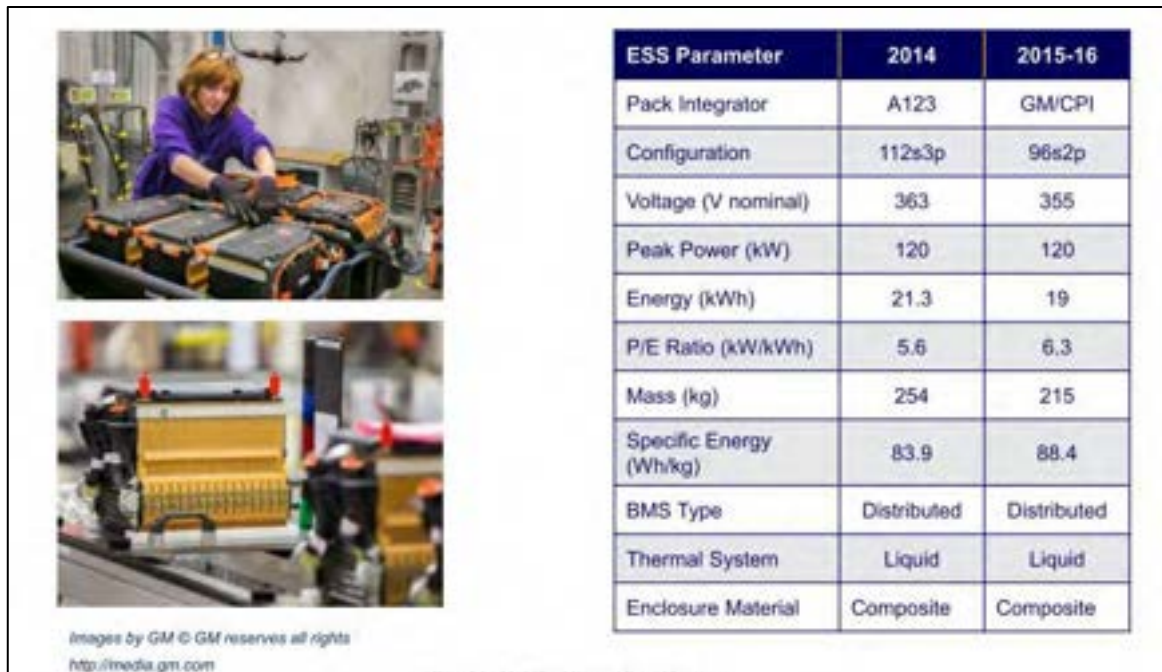 ESS Parameter 2014 2015-16
Pack Integrator A123 GM/CPI
Configuration 112s3p 96s2p
Voltage (V nominal) 363 355
Peak Power (kW) 120 120
Energy (kWh) 21.3 19
P/E Ratio (kW/kWh) 5.6 6.3
Mass (kg) 254 215
Specific Energy
(Wh/kg) 83.9 88.4
BMS Type Distributed Distributed
Thermal System Liquid Liquid
Enclosure Material Composite Composite
Images by GM © GM reserves all rights
http://media.gm.com